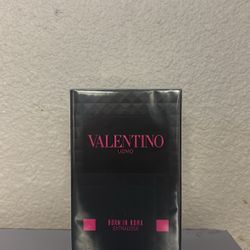 VALENTINO
UOMO
BORN IN ROMA
EXTRADOSE